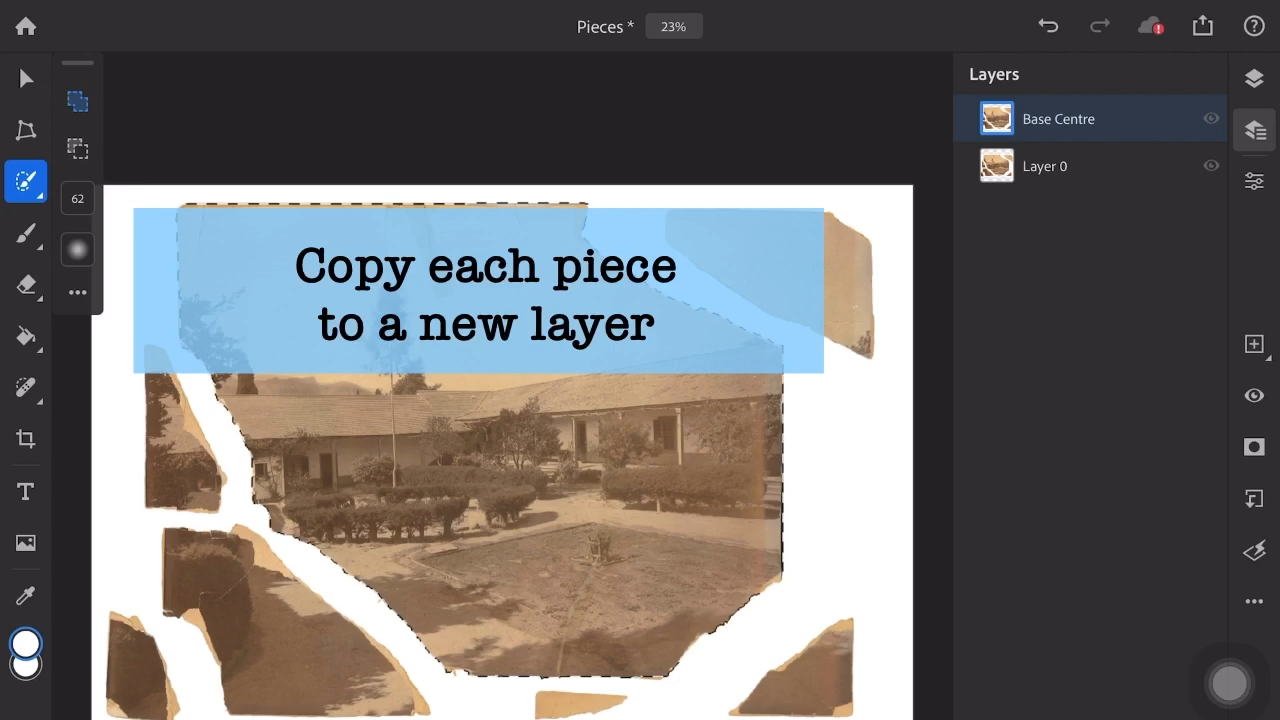 Pieces *
23%
Layers
Base Centre
Layer 0
62
Copy each piece
to a new layer